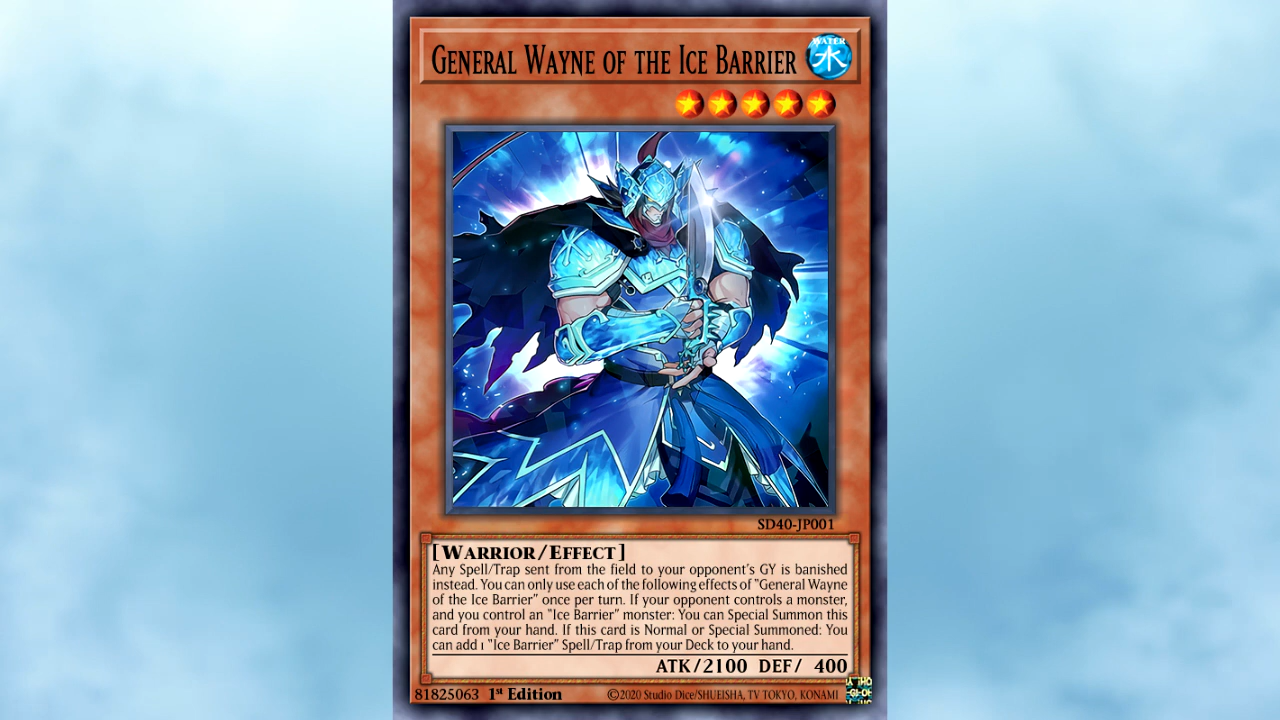 GENERAL WAYNE OF THE ICE BARRIER
WATER
水
SD40-JP001
[WARRIOR/EFFECT]
Any Spell/Trap sent from the field to your opponent's GY is banished
instead. You can only use each of the following effects of "General Wayne
of the Ice Barrier" once per turn. If your opponent controls a monster,
and you control an "Ice Barrier" monster: You can Special Summon this
card from your hand. If this card is Normal or Special Summoned: You
can add 1 "Ice Barrier" Spell/Trap from your Deck to your hand.
ATK/2100 DEF/ 400
81825063 1st Edition ©2020 Studio Dice/SHUEISHA, TV TOKYO, KONAMI